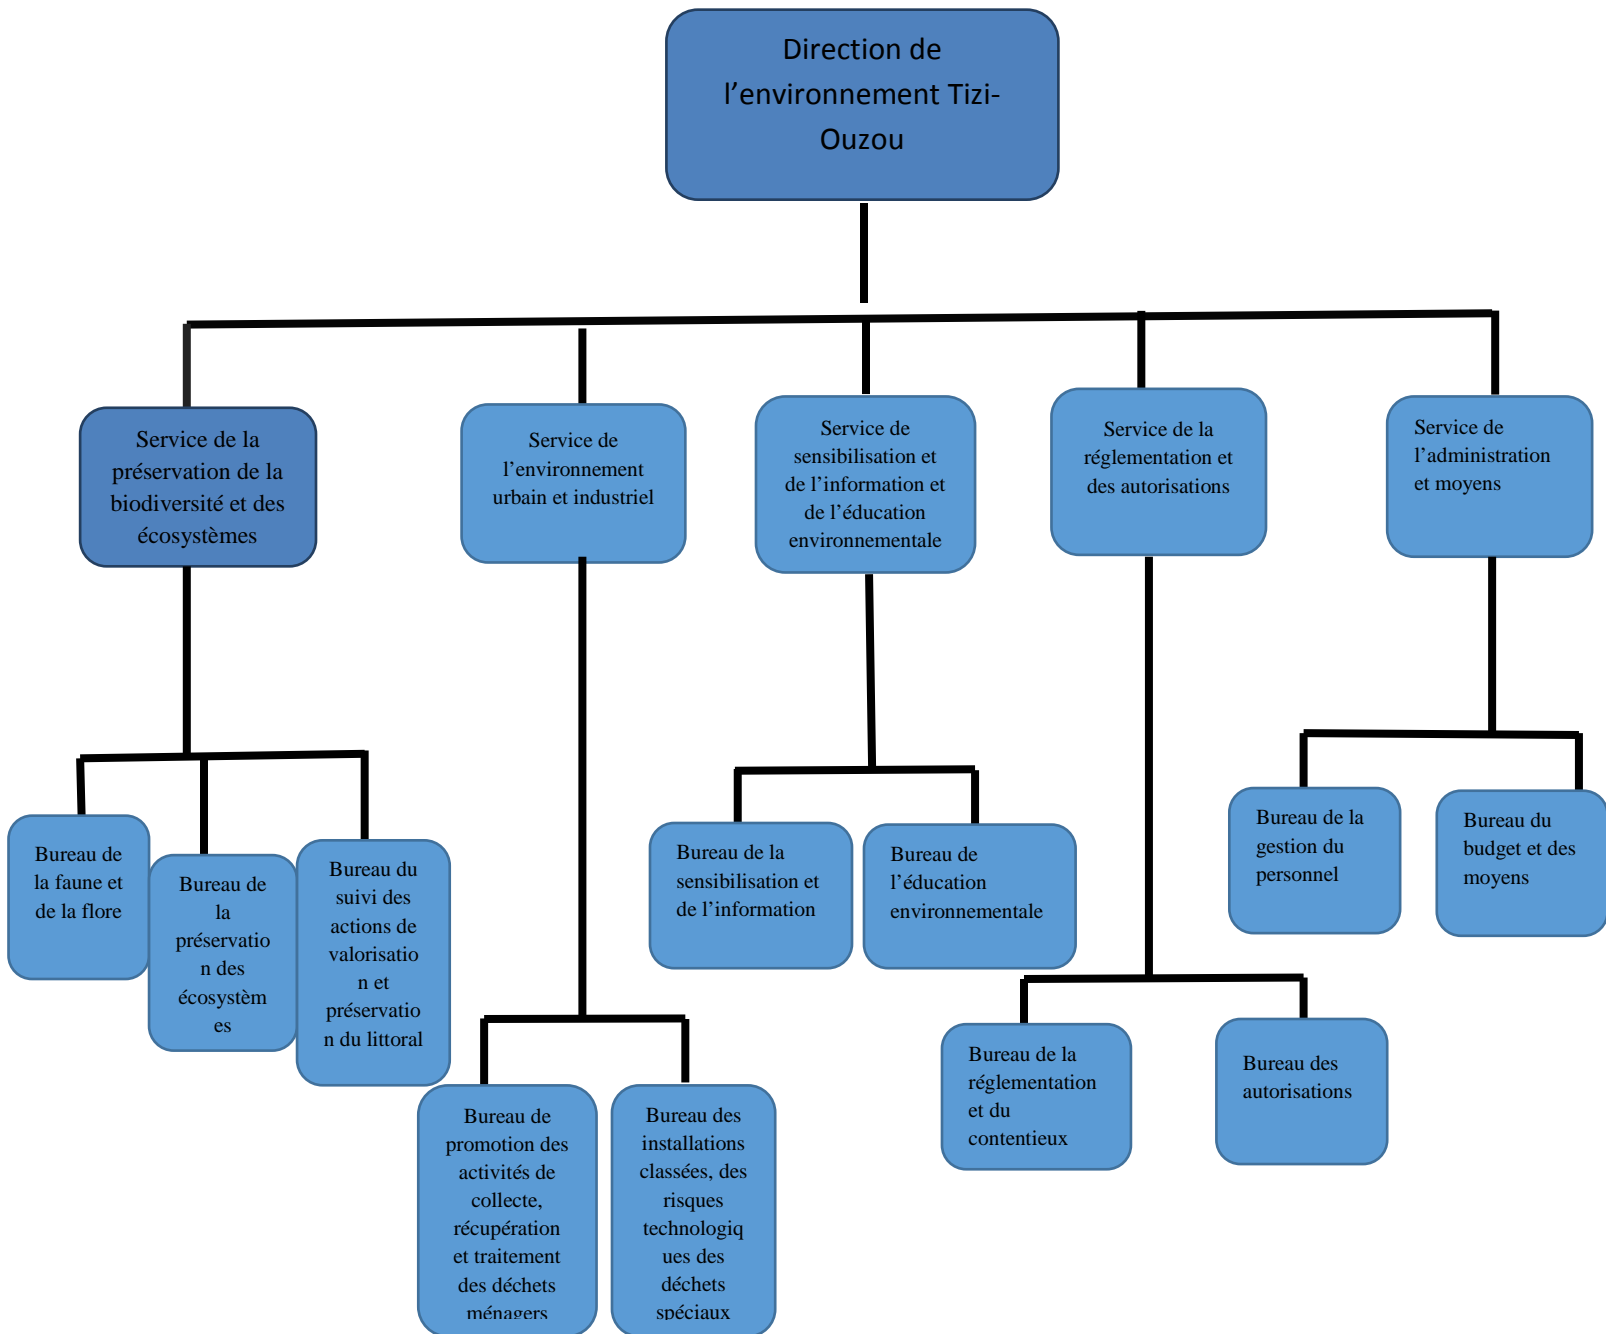 Direction de
l’environnement Tizi-
Ouzou
Service de la
préservation de la
biodiversité et des
écosystèmes
Service de
l’environnement
urbain et industriel
Service de
sensibilisation et
de l’information et
de l’éducation
environnementale
Service de la
réglementation et
des autorisations
Service de
l’administration
et moyens
Bureau de
la faune et
de la flore
Bureau de
la
préservatio
n des
écosystèm
es
Bureau du
suivi des
actions de
valorisatio
n et
préservatio
n du littoral
Bureau de
promotion des
activités de
collecte,
récupération
et traitement
des déchets
ménagers
Bureau des
installations
classées, des
risques
technologiq
ues des
déchets
spéciaux
Bureau de la
sensibilisation et
de l’information
Bureau de
l’éducation
environnementale
Bureau de la
réglementation
et du
contentieux
Bureau des
autorisations
Bureau de la
gestion du
personnel
Bureau du
budget et des
moyens